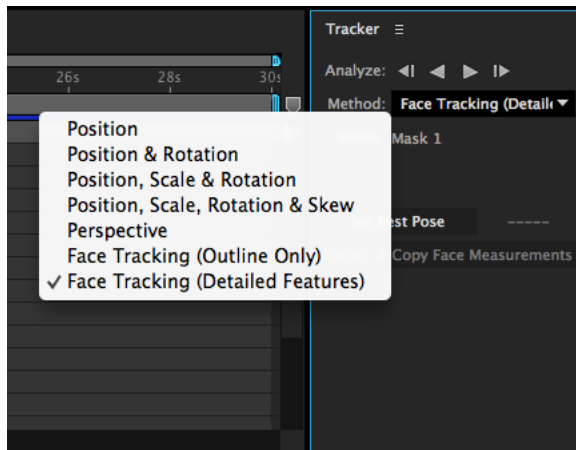 Tracker
Analyze:
26s 28s 30s
Method: Face Tracking (Detaile
Position
Position & Rotation
Position, Scale & Rotation
Position, Scale, Rotation & Skew
Perspective
Face Tracking (Outline Only)
✓ Face Tracking (Detailed Features)
Mask 1
Pose
-----
Copy Face Measurements